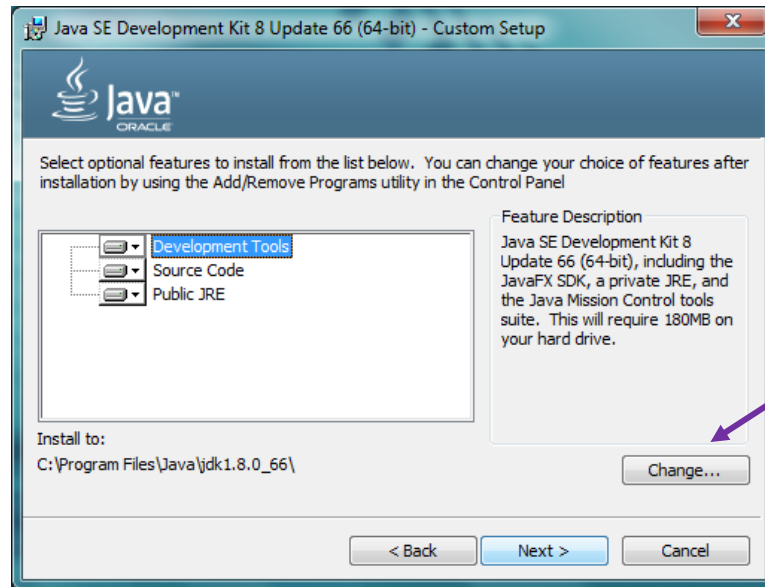 Java SE Development Kit 8 Update 66 (64-bit) - Custom Setup
Java™
ORACLE
Select optional features to install from the list below. You can change your choice of features after
installation by using the Add/Remove Programs utility in the Control Panel
Development Tools
Source Code
Public JRE
Feature Description
Java SE Development Kit 8
Update 66 (64-bit), including the
JavaFX SDK, a private JRE, and
the Java Mission Control tools
suite. This will require 180MB on
your hard drive.
Install to:
C:\Program Files\Java\jdk1.8.0_66\
Change...
< Back
Next >
Cancel